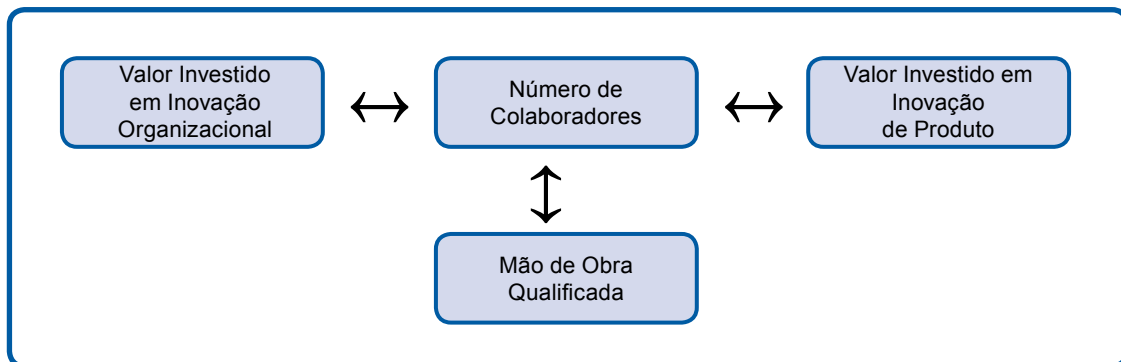 Valor Investido
em Inovação
Organizacional
Número de
Colaboradores
Valor Investido em
Inovação
de Produto
Mão de Obra
Qualificada